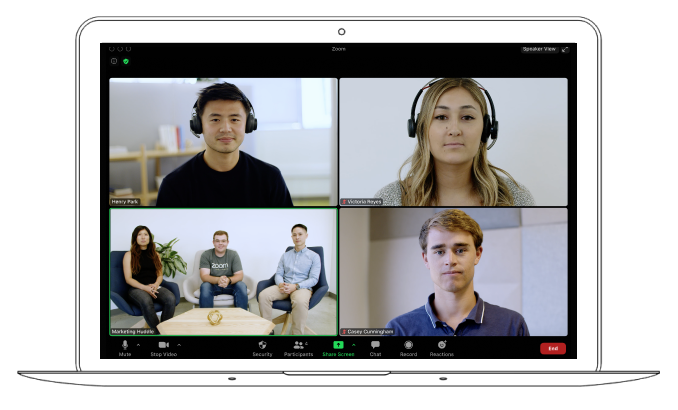 Zoom
Speaker View
Henry Park
Victoria Reyes
zoom
Marketing Huddle
Casey Cunningham
Mute
Stop Video
Security
Participants
Share Screen
Chat
Record
Reactions
End